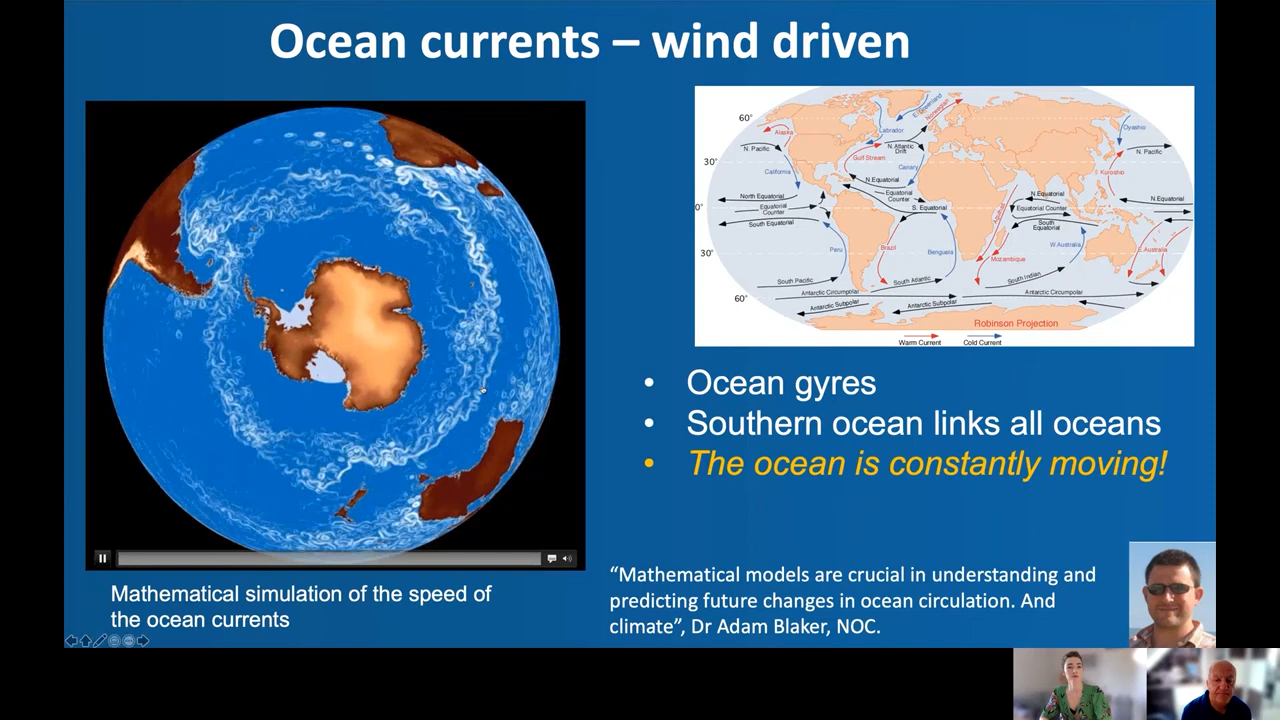 Ocean currents – wind driven
60°
30°
0°
30°
60°
Alaska
N. Pacific
California
North Equatorial
Equatorial
Counter
South Equatorial
South Pacific
Peru
Labrador
E. Greenland
Norwegian
N. Atlantic
Drift
Gulf Stream
Canary
N. Equatorial
Equatorial
Counter
S. Equatorial
Brazil
Benguela
South Atlantic
Antarctic Circumpolar
Antarctic Subpolar
Antarctic Subpolar
Mozambique
South Indian
Antarctic Circumpolar
N. Equatorial
Equatorial Counter
South
Equatorial
W. Australia
E. Australia
Oyashio
N. Pacific
Kuroshio
N. Equatorial
Robinson Projection
Warm Current
Cold Current
• Ocean gyres
• Southern ocean links all oceans
• The ocean is constantly moving!
Mathematical simulation of the speed of
the ocean currents
“Mathematical models are crucial in understanding and
predicting future changes in ocean circulation. And
climate”, Dr Adam Blaker, NOC.